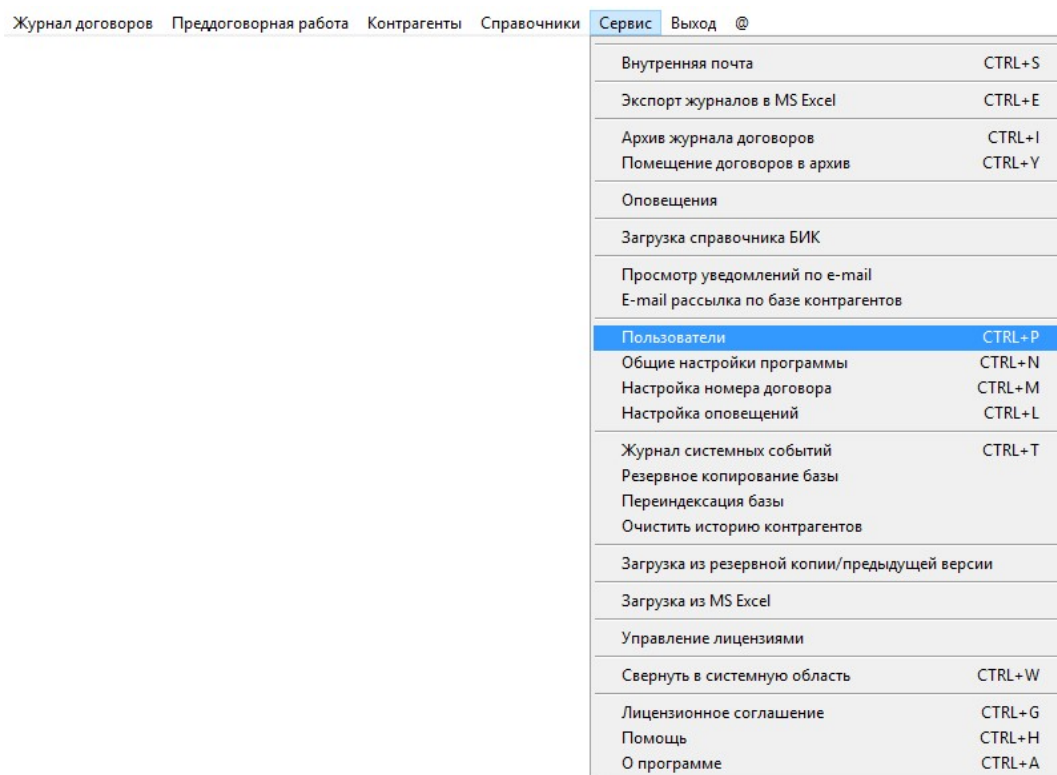 Журнал договоров Преддоговорная работа Контрагенты Справочники Сервис Выход @
Внутренняя почта CTRL+S
Экспорт журналов в MS Excel CTRL+E
Архив журнала договоров CTRL+I
Помещение договоров в архив CTRL+Y
Оповещения
Загрузка справочника БИК
Просмотр уведомлений по e-mail
E-mail рассылка по базе контрагентов
Пользователи CTRL+P
Общие настройки программы CTRL+N
Настройка номера договора CTRL+M
Настройка оповещений CTRL+L
Журнал системных событий CTRL+T
Резервное копирование базы
Переиндексация базы
Очистить историю контрагентов
Загрузка из резервной копии/предыдущей версии
Загрузка из MS Excel
Управление лицензиями
Свернуть в системную область CTRL+W
Лицензионное соглашение CTRL+G
Помощь CTRL+H
О программе CTRL+A